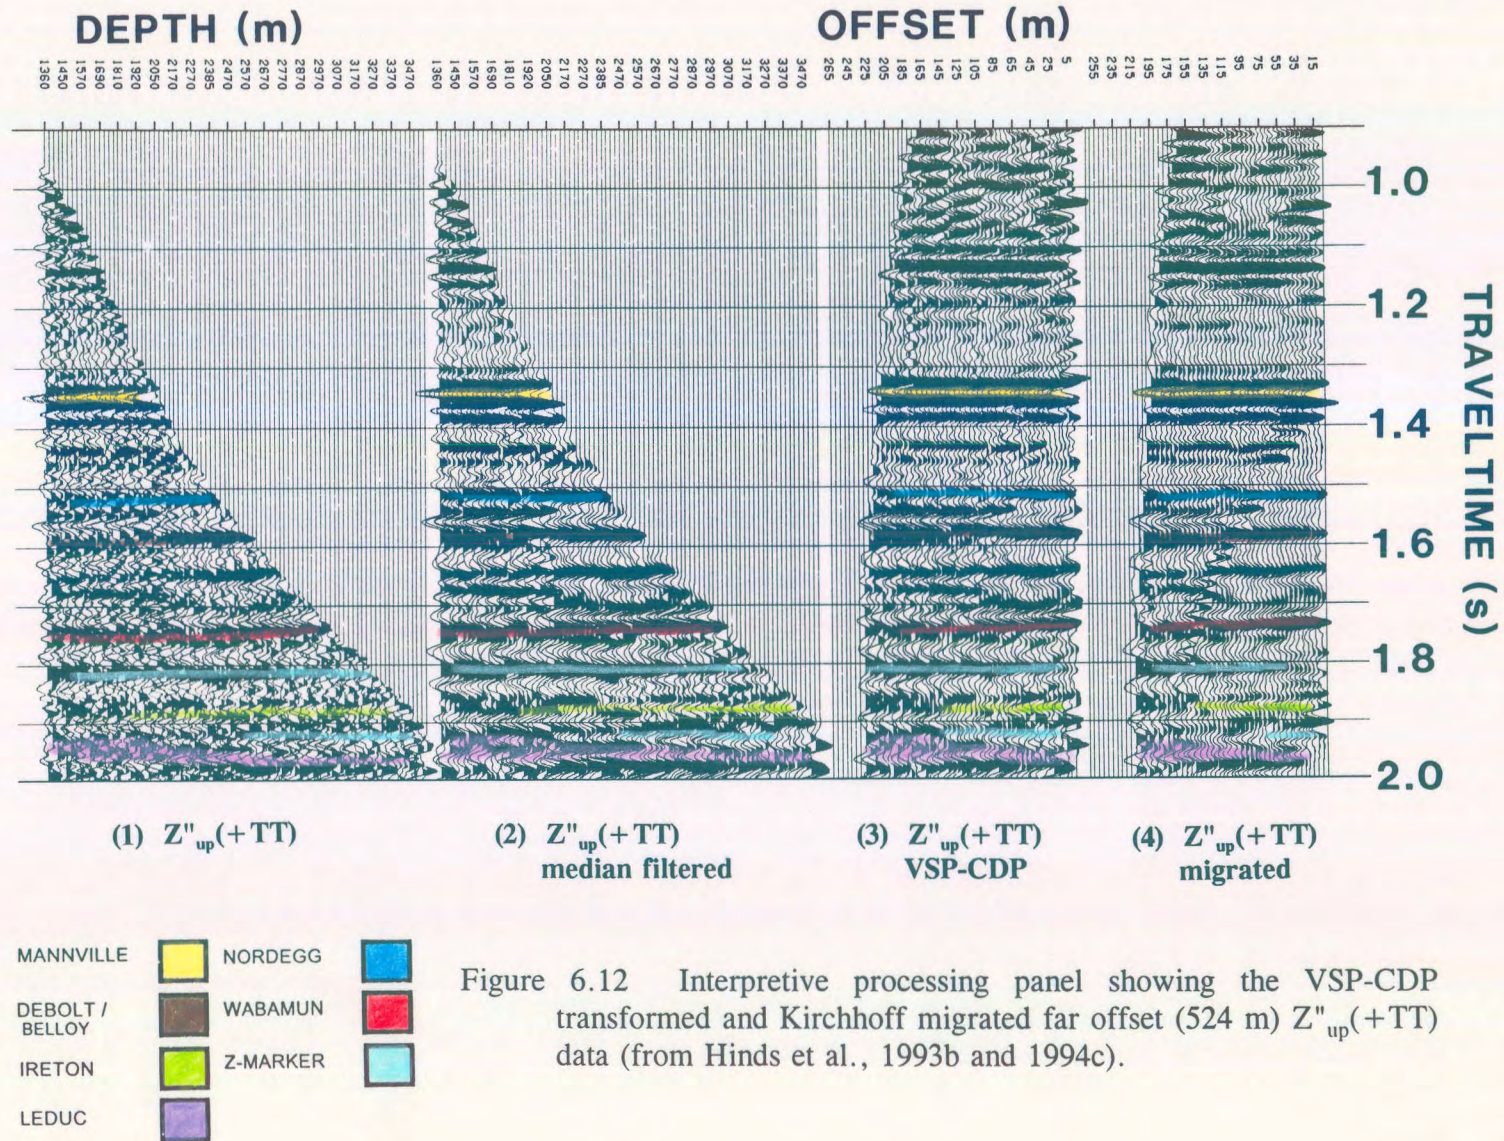 DEPTH (m)
OFFSET (m)
1360 1450 1570 1690 1810 1920 2050 2170 2270 2385 2470 2570 2670 2770 2870 2970 3070 3170 3270 3370 3470
1360 1450 1570 1690 1810 1920 2050 2170 2270 2385 2470 2570 2670 2770 2870 2970 3070 3170 3270 3370 3470
265 245 225 205 185 165 145 125 105 85 65 45 25 5
255 235 215 195 175 155 135 115 95 75 55 35 15
1.0
1.2
1.4
1.6
1.8
2.0
TRAVELTIME (s)
(1) Z"up(+TT)
(2) Z"up(+TT)
median filtered
(3) Z"up(+TT)
VSP-CDP
(4) Z"up(+TT)
migrated
MANNVILLE
NORDEGG
DEBOLT /
BELLOY
WABAMUN
IRETON
Z-MARKER
LEDUC
Figure 6.12 Interpretive processing panel showing the VSP-CDP
transformed and Kirchhoff migrated far offset (524 m) Z"up(+TT)
data (from Hinds et al., 1993b and 1994c).